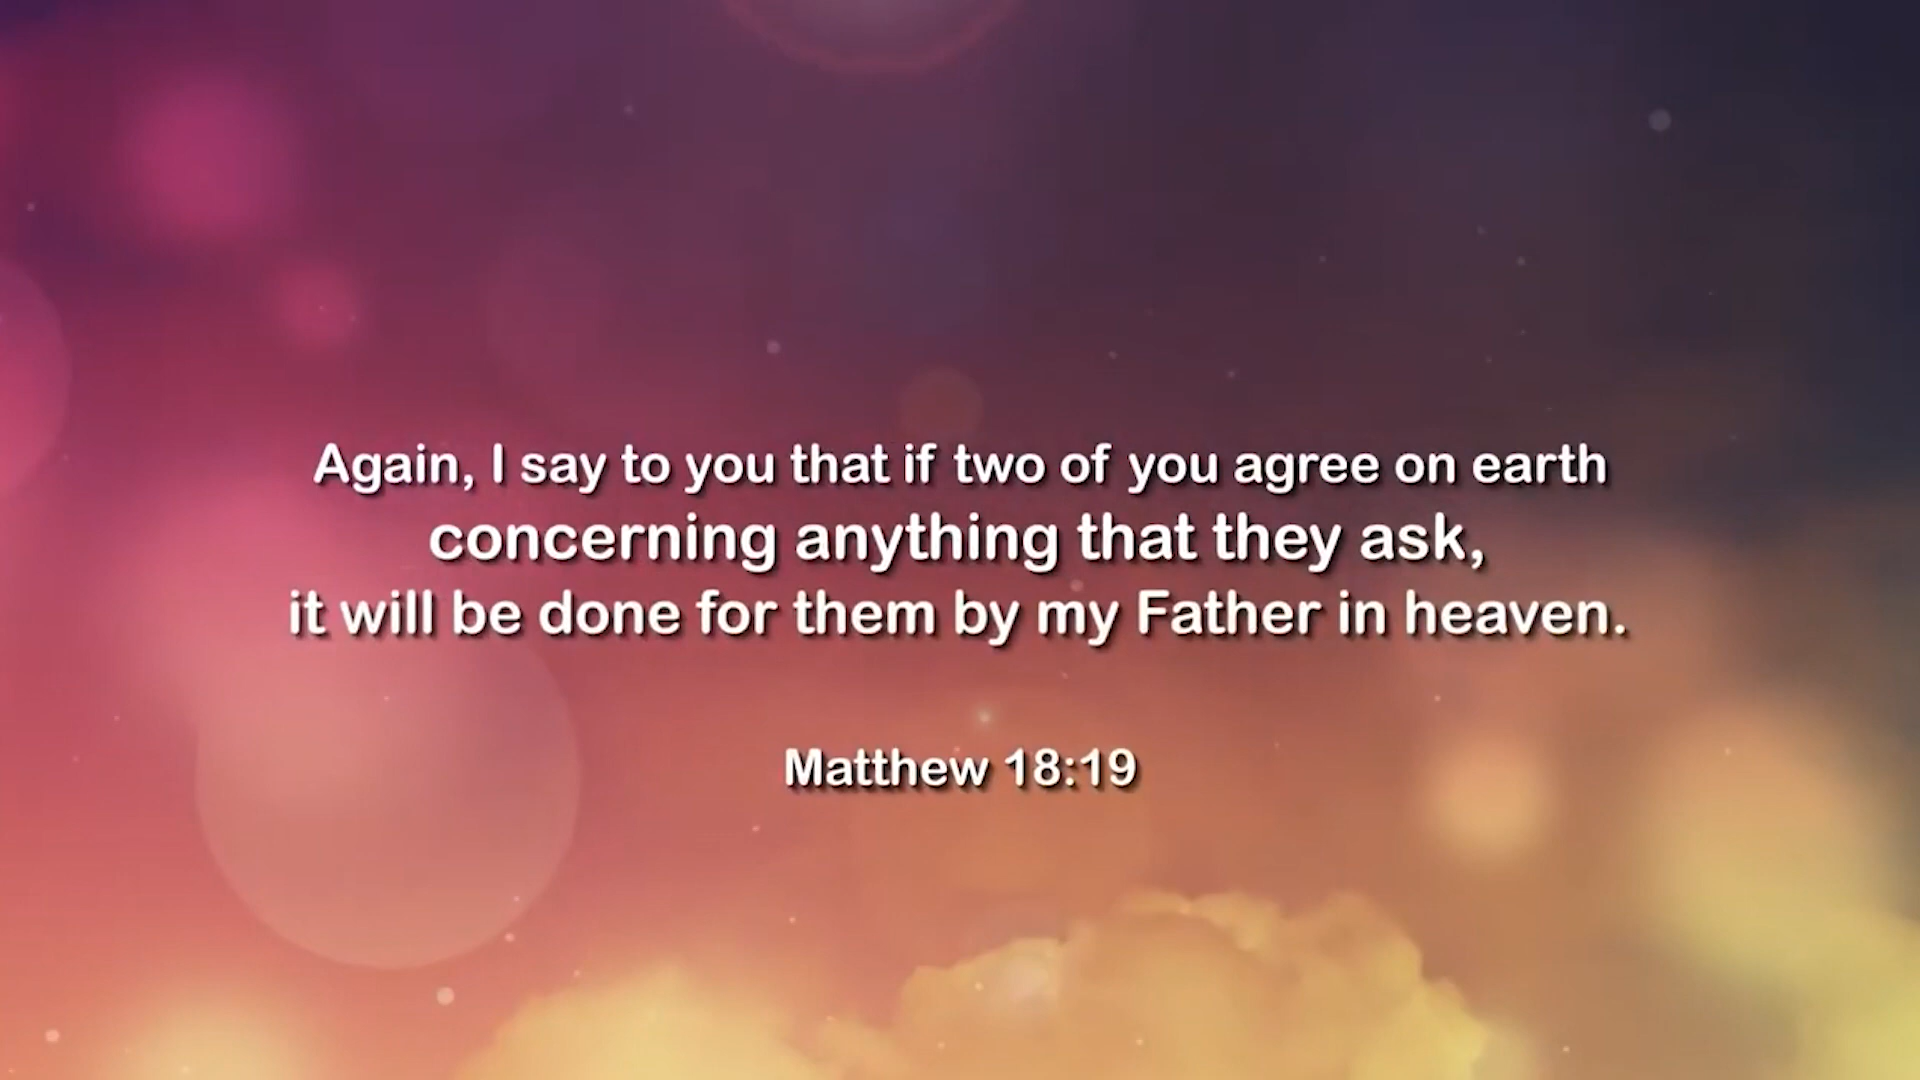 Again, I say to you that if two of you agree on earth
concerning anything that they ask,
it will be done for them by my Father in heaven.
Matthew 18:19